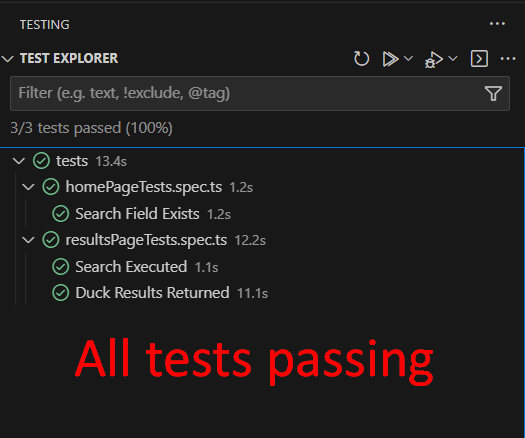 TESTING
TEST EXPLORER
Filter (e.g. text, !exclude, @tag)
3/3 tests passed (100%)
tests 13.4s
homePageTests.spec.ts 1.2s
Search Field Exists 1.2s
resultsPageTests.spec.ts 12.2s
Search Executed 1.1s
Duck Results Returned 11.1s
All tests passing